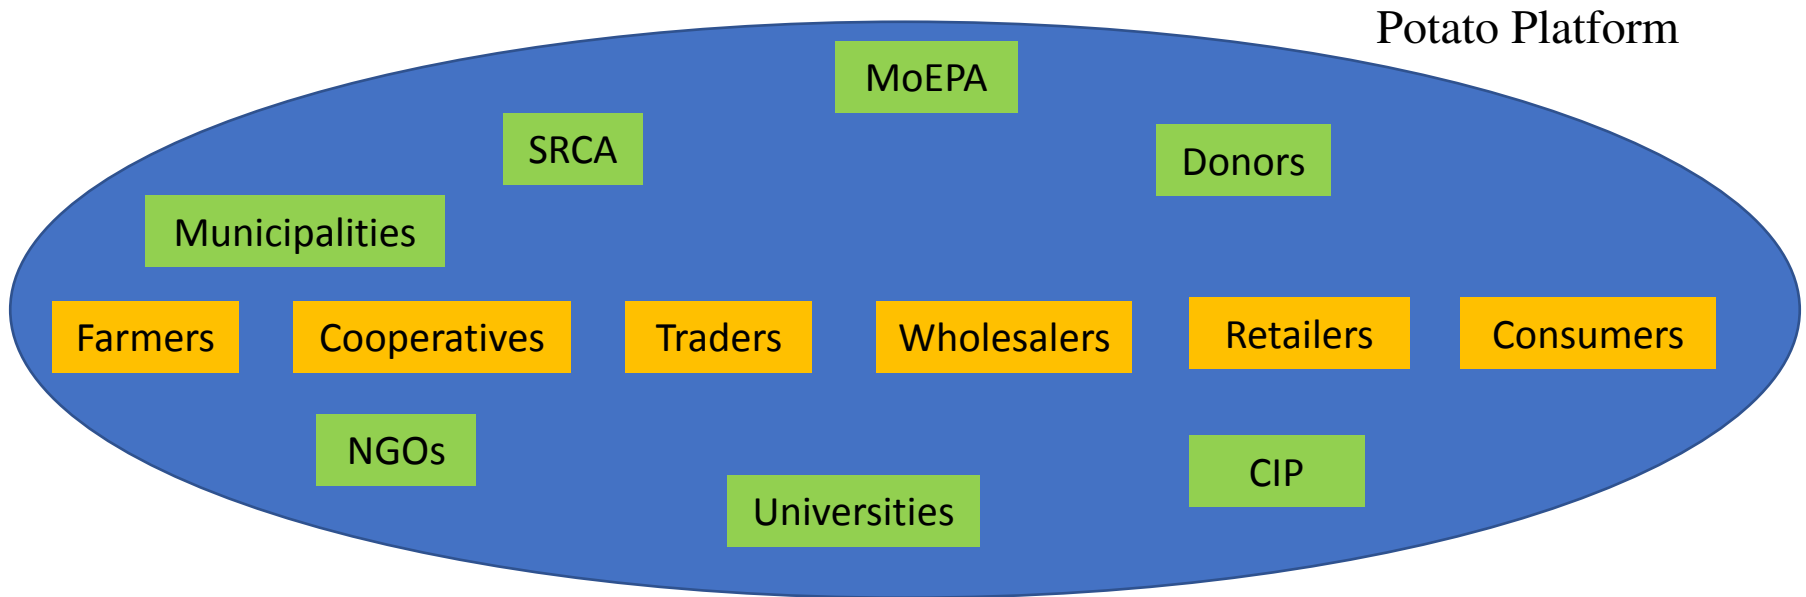 Potato Platform
MoEPA
SRCA
Donors
Municipalities
Farmers
Cooperatives
Traders
Wholesalers
Retailers
Consumers
NGOs
CIP
Universities